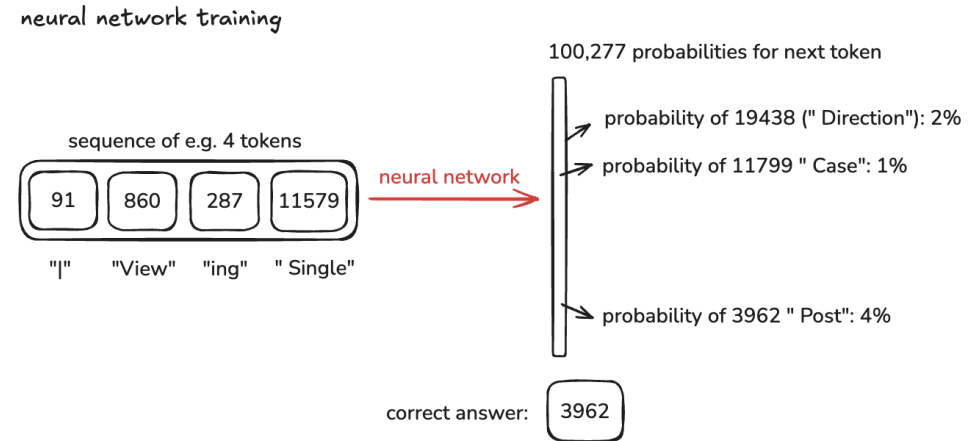 neural network training
100,277 probabilities for next token
probability of 19438 (" Direction"): 2%
sequence of e.g. 4 tokens
probability of 11799 " Case": 1%
neural network
91 860 287 11579
"|" "View" "ing" " Single"
probability of 3962 " Post": 4%
correct answer: 3962